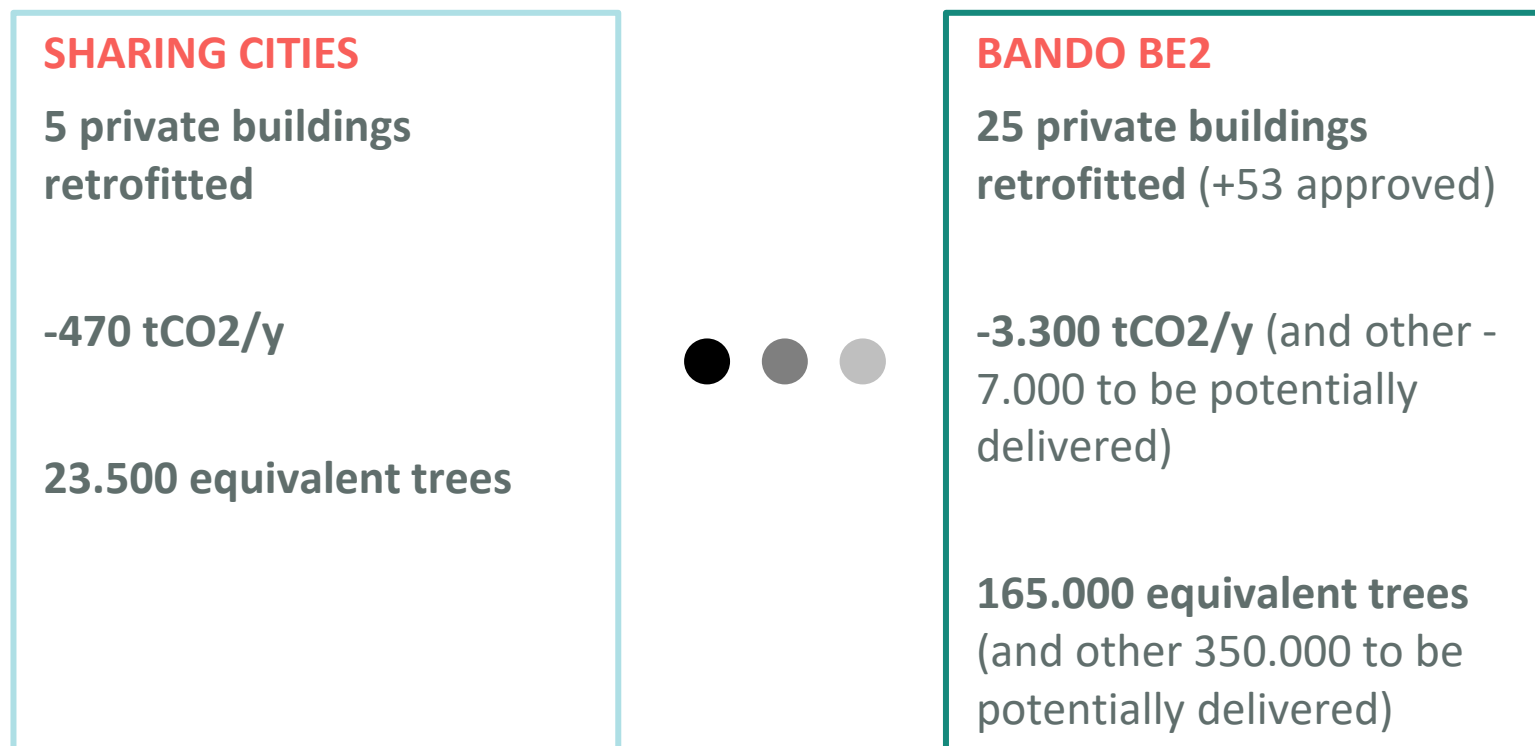 SHARING CITIES
5 private buildings
retrofitted
-470 tCO2/y
23.500 equivalent trees
BANDO BE2
25 private buildings
retrofitted (+53 approved)
-3.300 tCO2/y (and other -
7.000 to be potentially
delivered)
165.000 equivalent trees
(and other 350.000 to be
potentially delivered)